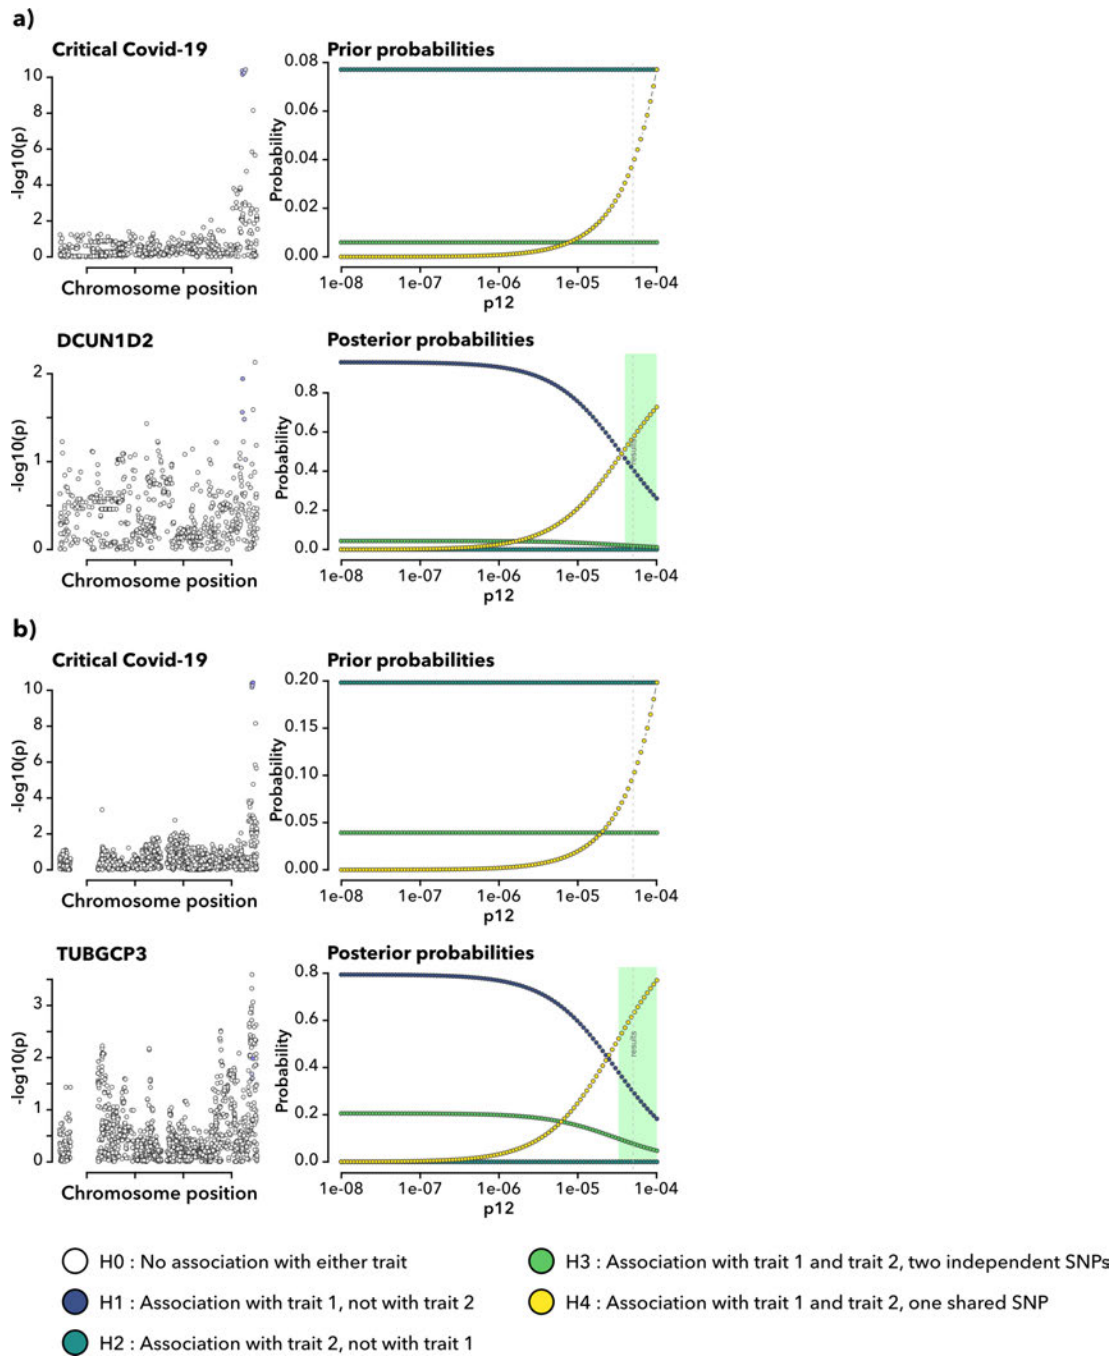 a)
Critical Covid-19
Prior probabilities
-log10(p)
10
8
6
4
2
0
Chromosome position
Probability
0.08
0.06
0.04
0.02
0.00
1e-08 1e-07 1e-06 1e-05 1e-04
p12
DCUN1D2
Posterior probabilities
-log10(p)
2
1
0
Chromosome position
Probability
0.8
0.6
0.4
0.2
0.0
results
1e-08 1e-07 1e-06 1e-05 1e-04
p12
b)
Critical Covid-19
Prior probabilities
-log10(p)
10
8
6
4
2
0
Chromosome position
Probability
0.20
0.15
0.10
0.05
0.00
1e-08 1e-07 1e-06 1e-05 1e-04
p12
TUBGCP3
Posterior probabilities
-log10(p)
3
2
1
0
Chromosome position
Probability
0.8
0.6
0.4
0.2
0.0
results
1e-08 1e-07 1e-06 1e-05 1e-04
p12
H0 : No association with either trait
H1 : Association with trait 1, not with trait 2
H2 : Association with trait 2, not with trait 1
H3 : Association with trait 1 and trait 2, two independent SNPs
H4 : Association with trait 1 and trait 2, one shared SNP